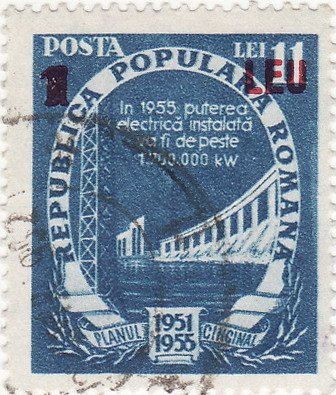 POSTA LEI 11
1 LEU
REPUBLICA POPULARA ROMANA
In 1955 puterea
electrică instalată
va fi de peste
1.700.000 kW
1951
1955
PLANUL CINCINAL